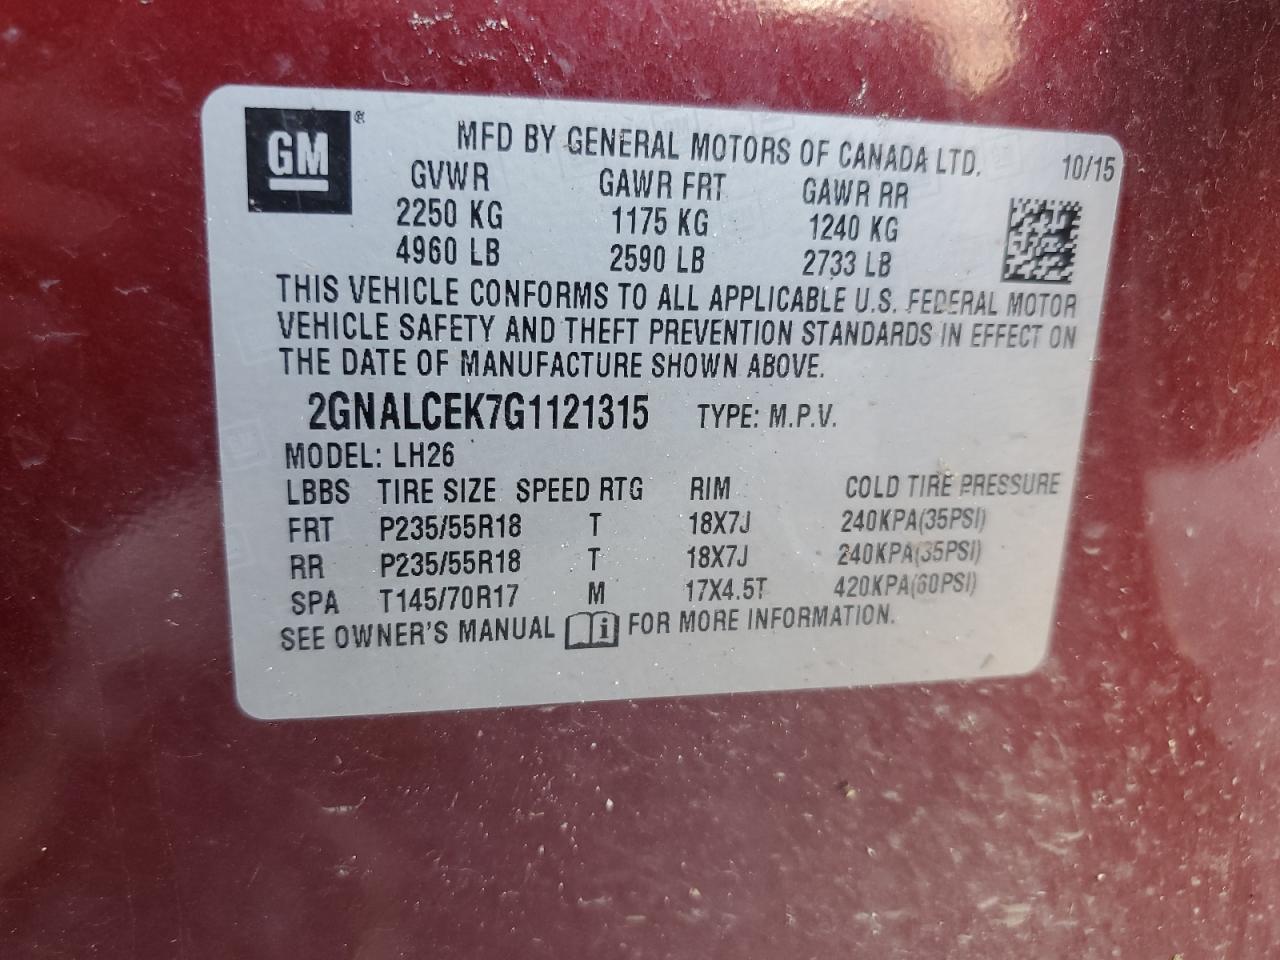 GM®
MFD BY GENERAL MOTORS OF CANADA LTD. 10/15
GVWR GAWR FRT GAWR RR
2250 KG 1175 KG 1240 KG
4960 LB 2590 LB 2733 LB
THIS VEHICLE CONFORMS TO ALL APPLICABLE U.S. FEDERAL MOTOR
VEHICLE SAFETY AND THEFT PREVENTION STANDARDS IN EFFECT ON
THE DATE OF MANUFACTURE SHOWN ABOVE.
2GNALCEK7G1121315 TYPE: M.P.V.
MODEL: LH26
LBBS TIRE SIZE SPEED RTG RIM COLD TIRE PRESSURE
FRT P235/55R18 T 18X7J 240KPA(35PSI)
RR P235/55R18 T 18X7J 240KPA(35PSI)
SPA T145/70R17 M 17X4.5T 420KPA(60PSI)
SEE OWNER'S MANUAL i FOR MORE INFORMATION.